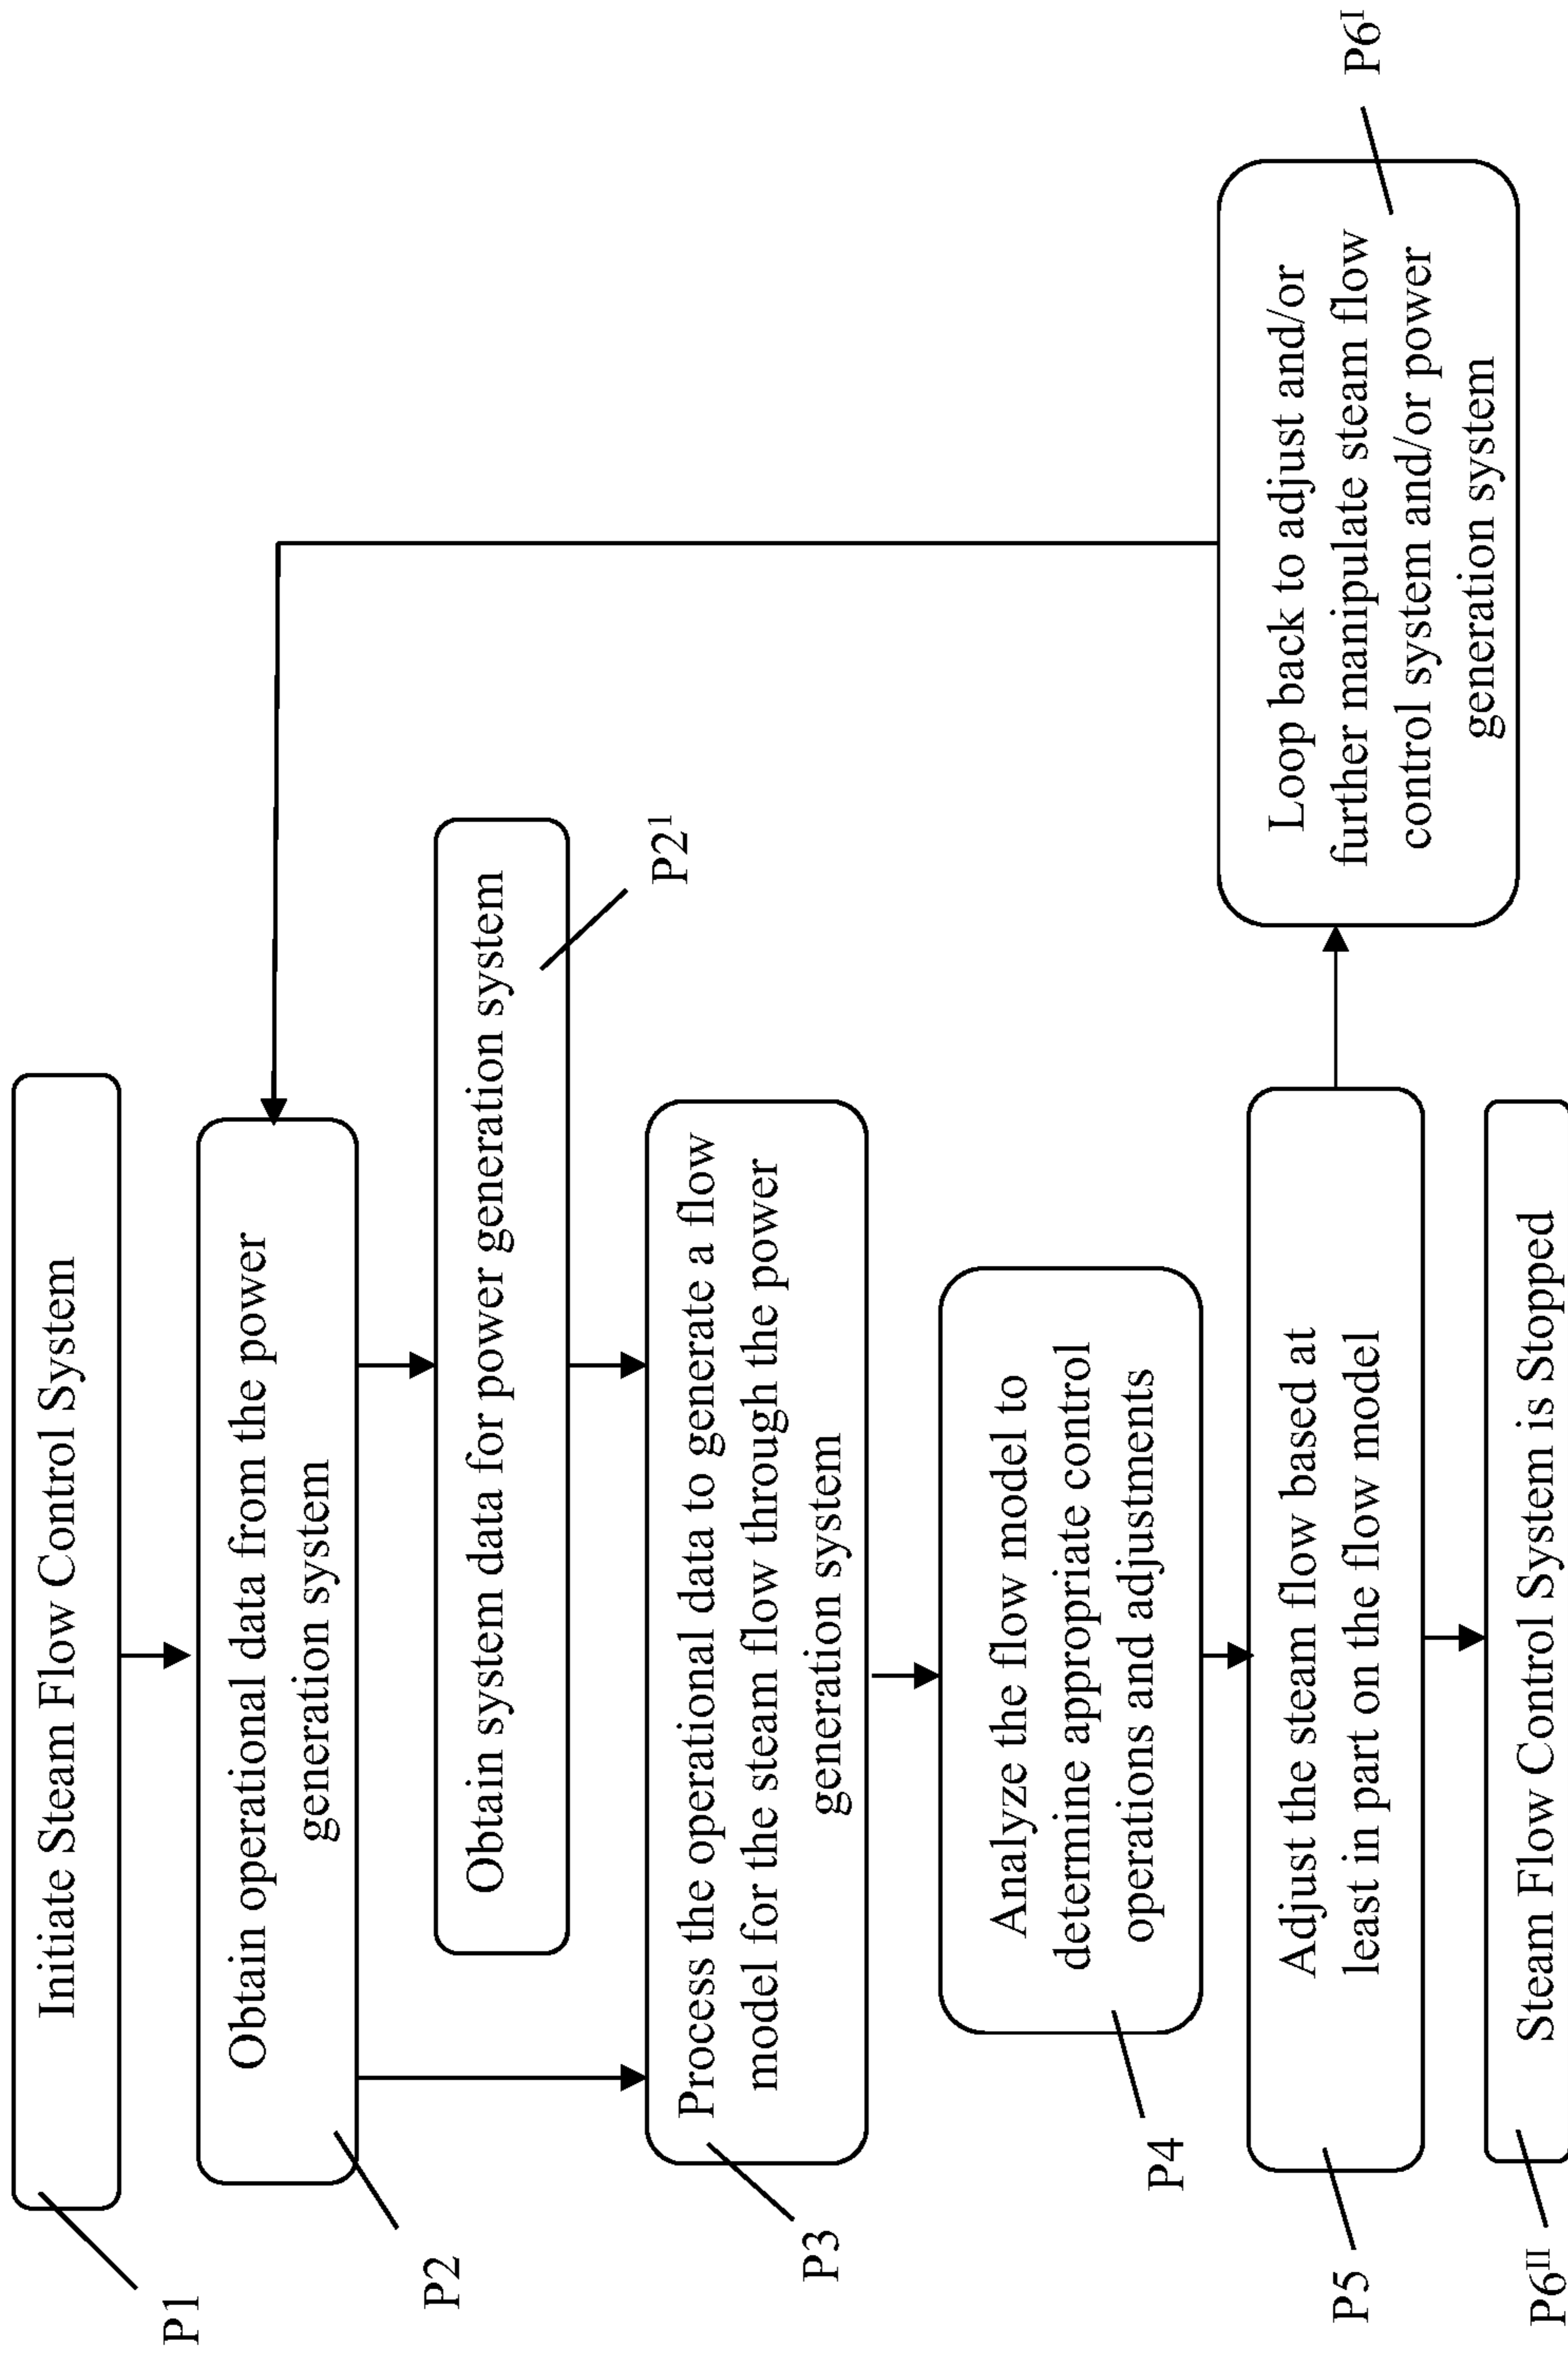 Initiate Steam Flow Control System
P1
Obtain operational data from the power
generation system
P2
Obtain system data for power generation system
P2¹
Process the operational data to generate a flow
model for the steam flow through the power
generation system
P3
Analyze the flow model to
determine appropriate control
operations and adjustments
P4
Adjust the steam flow based at
least in part on the flow model
P5
Loop back to adjust and/or
further manipulate steam flow
control system and/or power
generation system
P6ᴵ
Steam Flow Control System is Stopped
P6ᴵᴵ